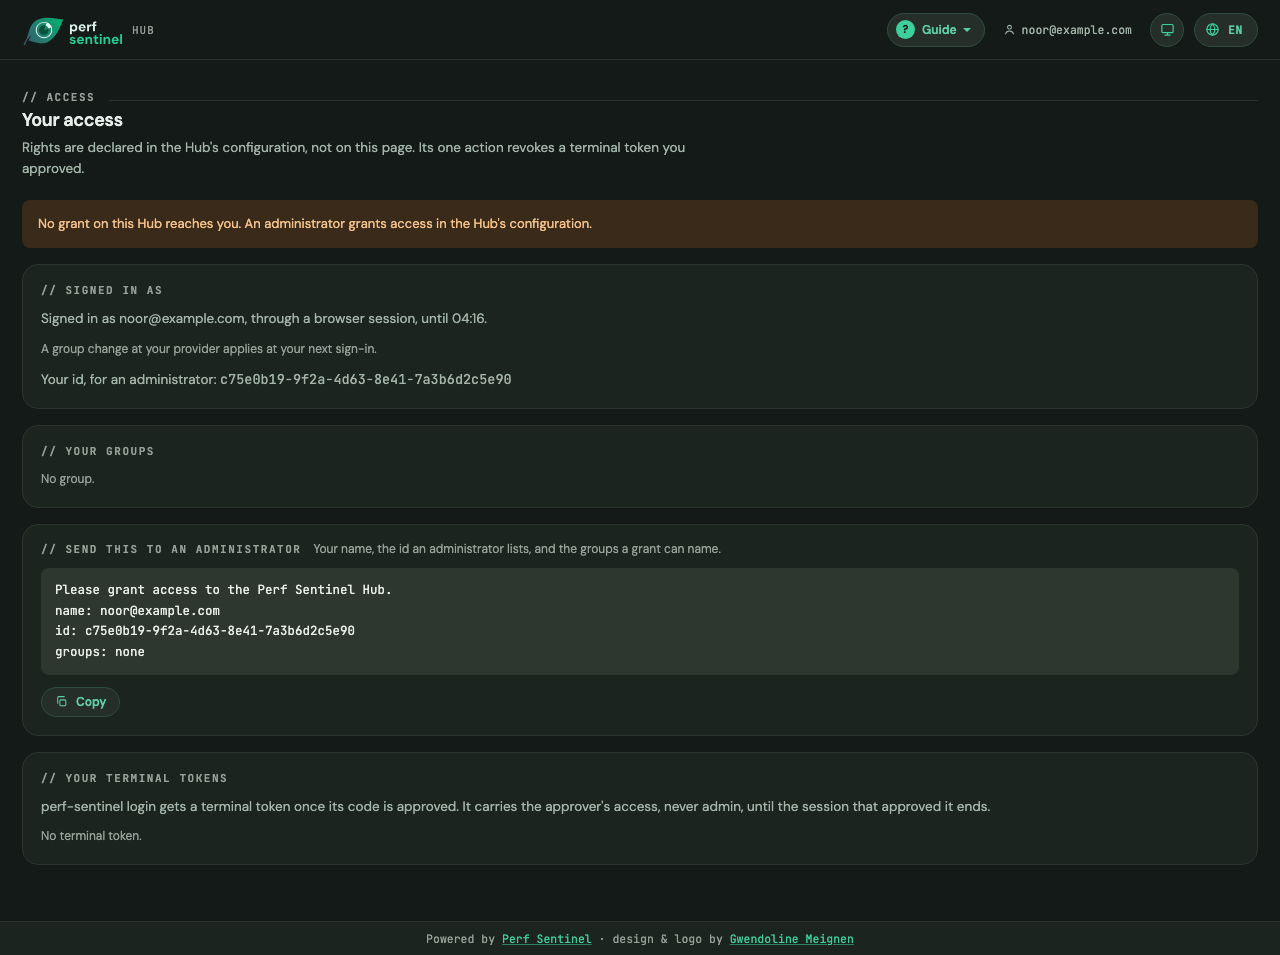 perf
sentinel
HUB
? Guide
noor@example.com
EN
// ACCESS
Your access
Rights are declared in the Hub's configuration, not on this page. Its one action revokes a terminal token you
approved.
No grant on this Hub reaches you. An administrator grants access in the Hub's configuration.
// SIGNED IN AS
Signed in as noor@example.com, through a browser session, until 04:16.
A group change at your provider applies at your next sign-in.
Your id, for an administrator: c75e0b19-9f2a-4d63-8e41-7a3b6d2c5e90
// YOUR GROUPS
No group.
// SEND THIS TO AN ADMINISTRATOR Your name, the id an administrator lists, and the groups a grant can name.
Please grant access to the Perf Sentinel Hub.
name: noor@example.com
id: c75e0b19-9f2a-4d63-8e41-7a3b6d2c5e90
groups: none
Copy
// YOUR TERMINAL TOKENS
perf-sentinel login gets a terminal token once its code is approved. It carries the approver's access, never admin, until the session that approved it ends.
No terminal token.
Powered by Perf Sentinel · design & logo by Gwendoline Meignen